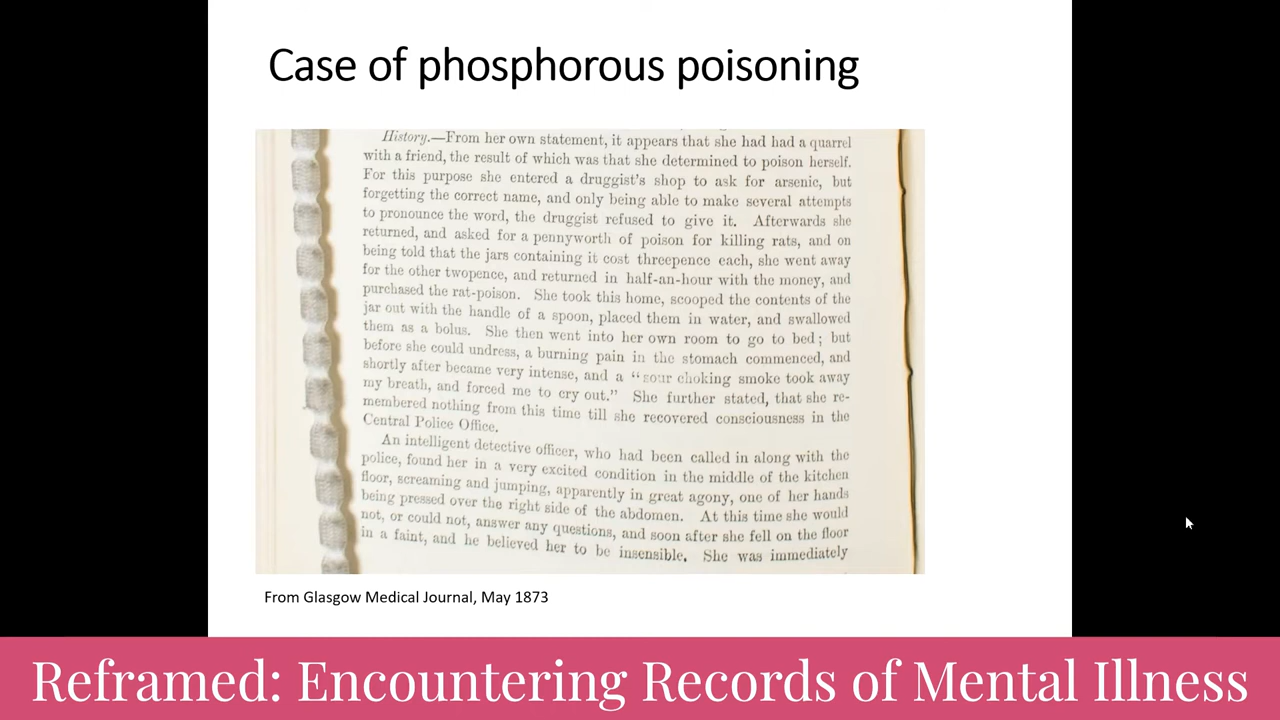 Case of phosphorous poisoning
History.—From her own statement, it appears that she had had a quarrel
with a friend, the result of which was that she determined to poison herself.
For this purpose she entered a druggist's shop to ask for arsenic, but
forgetting the correct name, and only being able to make several attempts
to pronounce the word, the druggist refused to give it. Afterwards she
returned, and asked for a pennyworth of poison for killing rats, and on
being told that the jars containing it cost threepence each, she went away
for the other twopence, and returned in half-an-hour with the money, and
purchased the rat-poison. She took this home, scooped the contents of the
jar out with the handle of a spoon, placed them in water, and swallowed
them as a bolus. She then went into her own room to go to bed; but
before she could undress, a burning pain in the stomach commenced, and
shortly after became very intense, and a “sour choking smoke took away
my breath, and forced me to cry out.” She further stated, that she re-
membered nothing from this time till she recovered consciousness in the
Central Police Office.
An intelligent detective officer, who had been called in along with the
police, found her in a very excited condition in the middle of the kitchen
floor, screaming and jumping, apparently in great agony, one of her hands
being pressed over the right side of the abdomen. At this time she would
not, or could not, answer any questions, and soon after she fell on the floor
in a faint, and he believed her to be insensible. She was immediately
From Glasgow Medical Journal, May 1873
Reframed: Encountering Records of Mental Illness